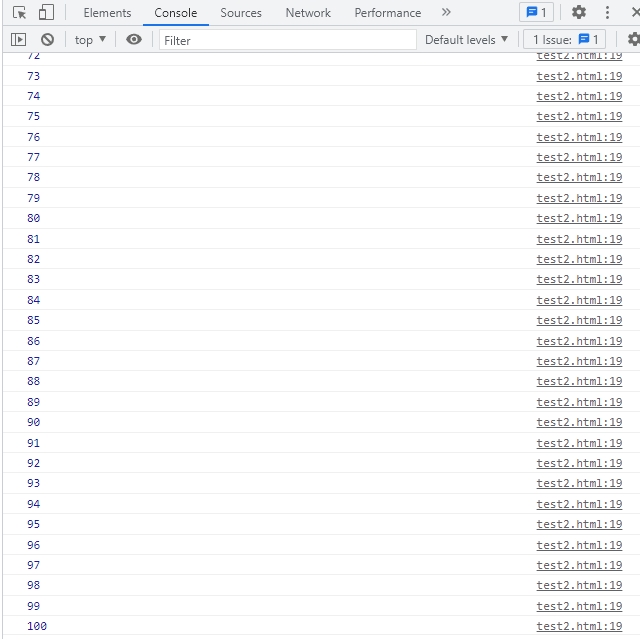 Elements Console Sources Network Performance » 1
top ▼ Filter Default levels ▼ 1 Issue: 1
72 test2.html:19
73 test2.html:19
74 test2.html:19
75 test2.html:19
76 test2.html:19
77 test2.html:19
78 test2.html:19
79 test2.html:19
80 test2.html:19
81 test2.html:19
82 test2.html:19
83 test2.html:19
84 test2.html:19
85 test2.html:19
86 test2.html:19
87 test2.html:19
88 test2.html:19
89 test2.html:19
90 test2.html:19
91 test2.html:19
92 test2.html:19
93 test2.html:19
94 test2.html:19
95 test2.html:19
96 test2.html:19
97 test2.html:19
98 test2.html:19
99 test2.html:19
100 test2.html:19